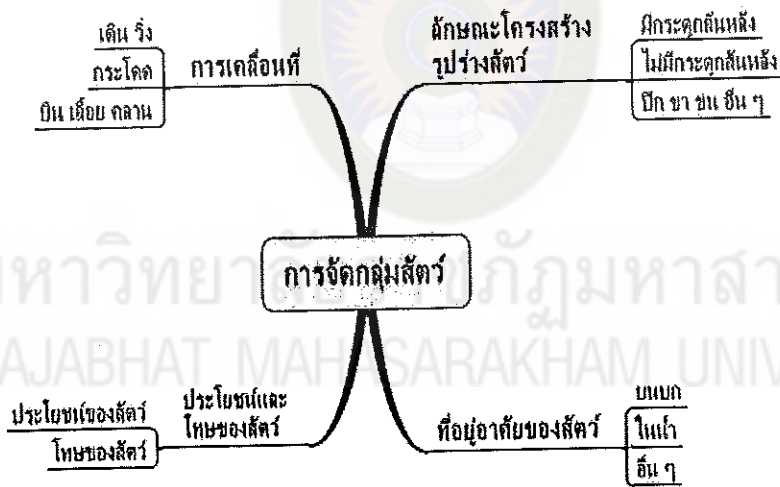 เดิน วิ่ง
กระโดด
บิน เลื้อย คลาน
การเคลื่อนที่
ลักษณะโครงสร้าง
รูปร่างสัตว์
มีกระดูกสันหลัง
ไม่มีกระดูกสันหลัง
ปีก ขา ขน อื่น ๆ
การจัดกลุ่มสัตว์
หาวิทยาลัยราชภัฏมหาสา
AJABHAT MAHASARAKHAM UNIV
ประโยชน์ของสัตว์
โทษของสัตว์
ประโยชน์และ
โทษของสัตว์
ที่อยู่อาศัยของสัตว์
บนบก
ในน้ำ
อื่น ๆ